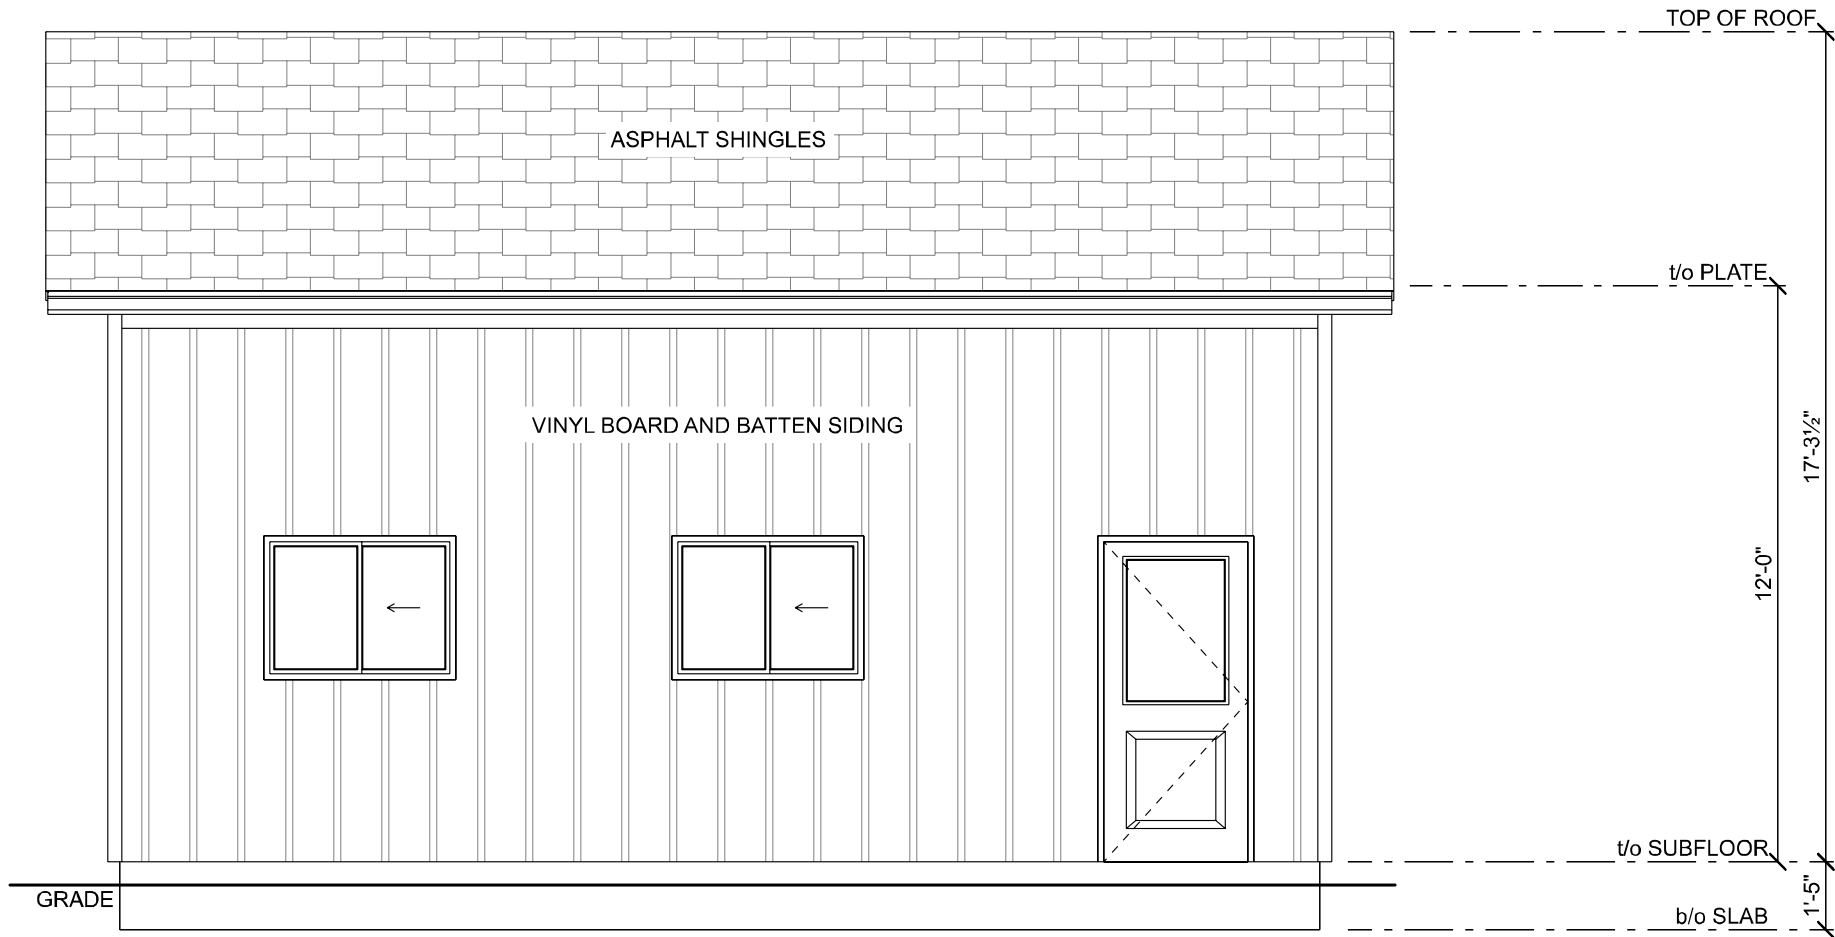 TOP OF ROOF
ASPHALT SHINGLES
t/o PLATE
VINYL BOARD AND BATTEN SIDING
17'-3½"
12'-0"
t/o SUBFLOOR
GRADE
1'-5"
b/o SLAB